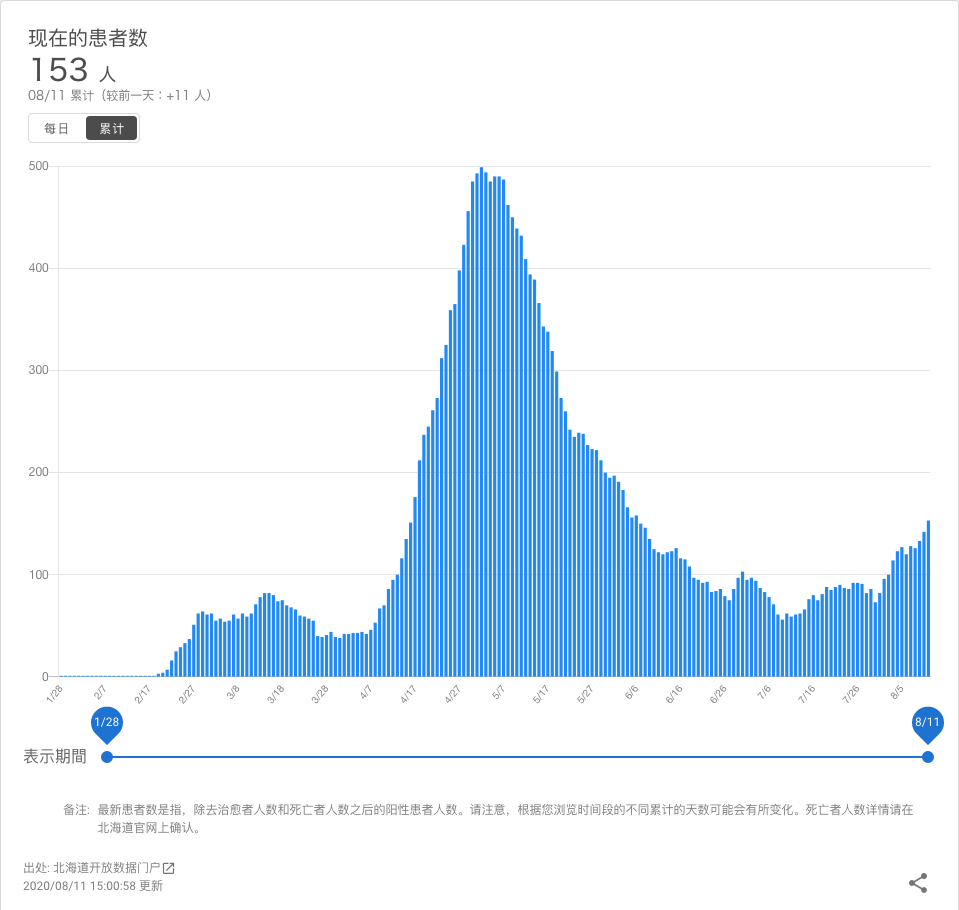 现在的患者数
153 人
08/11 累计（较前一天：+11 人）
每日 累计
500
400
300
200
100
0
1/28 2/7 2/17 2/27 3/8 3/18 3/28 4/7 4/17 4/27 5/7 5/17 5/27 6/6 6/16 6/26 7/6 7/16 7/26 8/5
1/28 8/11
表示期間
备注: 最新患者数是指，除去治愈者人数和死亡者人数之后的阳性患者人数。请注意，根据您浏览时间段的不同累计的天数可能会有所变化。死亡者人数详情请在
北海道官网上确认。
出处: 北海道开放数据门户
2020/08/11 15:00:58 更新